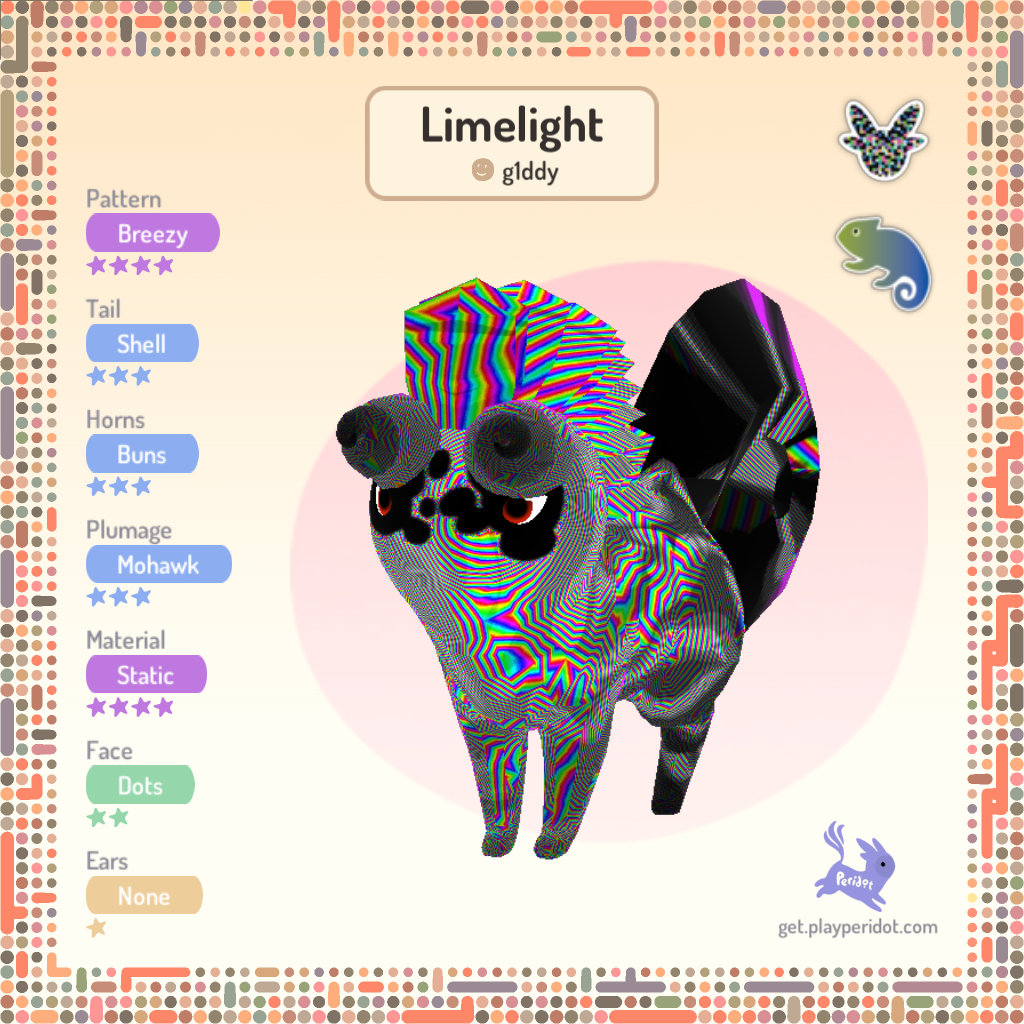 Limelight
g1ddy
Pattern
Breezy
Tail
Shell
Horns
Buns
Plumage
Mohawk
Material
Static
Face
Dots
Ears
None
Peridot
get.playperidot.com